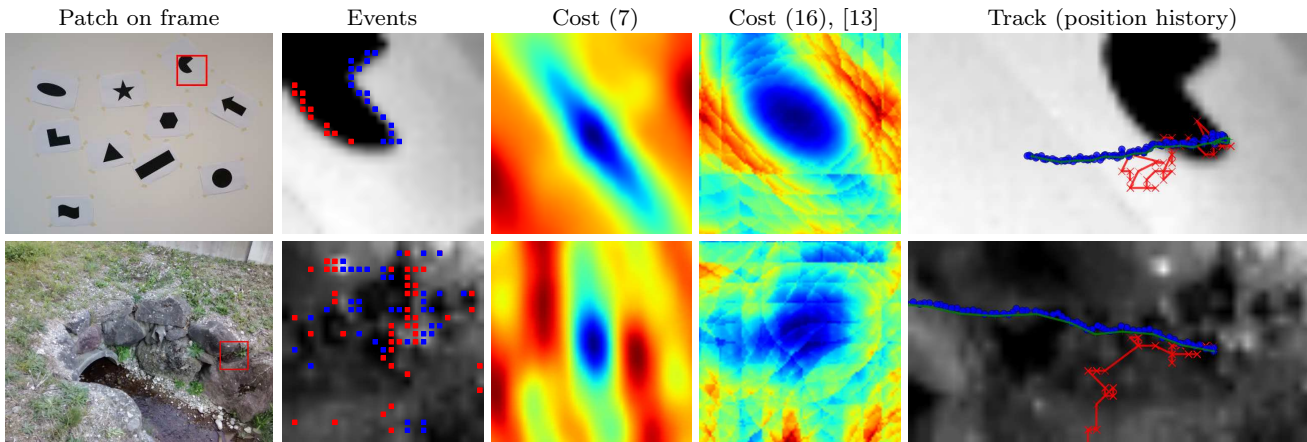 Patch on frame Events Cost (7) Cost (16), [13] Track (position history)